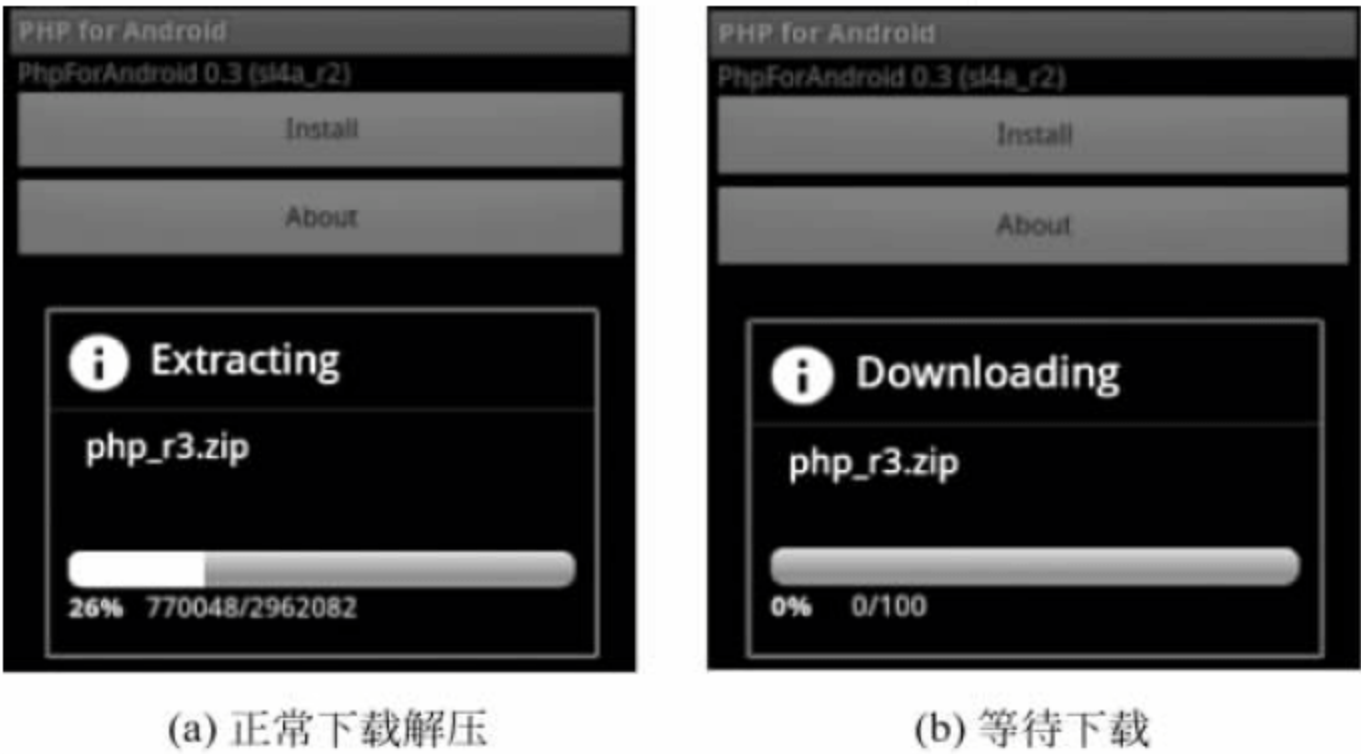 PHP for Android
PhpForAndroid 0.3 (sl4a_r2)
Install
About
Extracting
php_r3.zip
26% 770048/2962082
(a) 正常下载解压
PHP for Android
PhpForAndroid 0.3 (sl4a_r2)
Install
About
Downloading
php_r3.zip
0% 0/100
(b) 等待下载